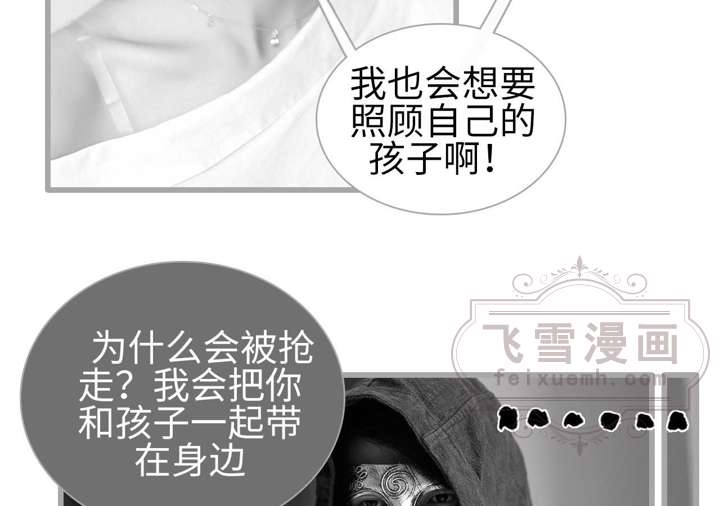 我也会想要
照顾自己的
孩子啊！
飞雪漫画
feixuemh.com
为什么会被抢
走？我会把你
和孩子一起带
在身边